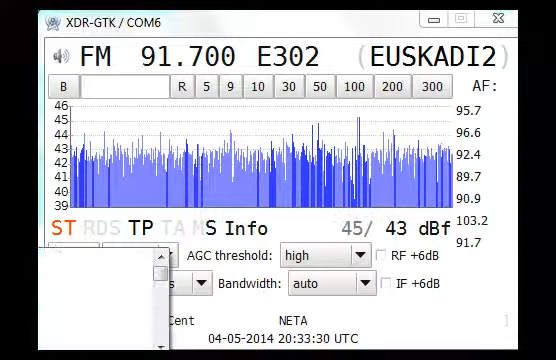 XDR-GTK / COM6
FM 91.700 E302 (EUSKADI2)
B R 5 9 10 30 50 100 200 300 AF:
46
45
44
43
42
41
40
39
95.7
96.6
92.4
89.7
90.9
103.2
91.7
ST RDS TP TA MS Info 45/ 43 dBf
AGC threshold: high RF +6dB
s Bandwidth: auto IF +6dB
Cent NETA ]
04-05-2014 20:33:30 UTC